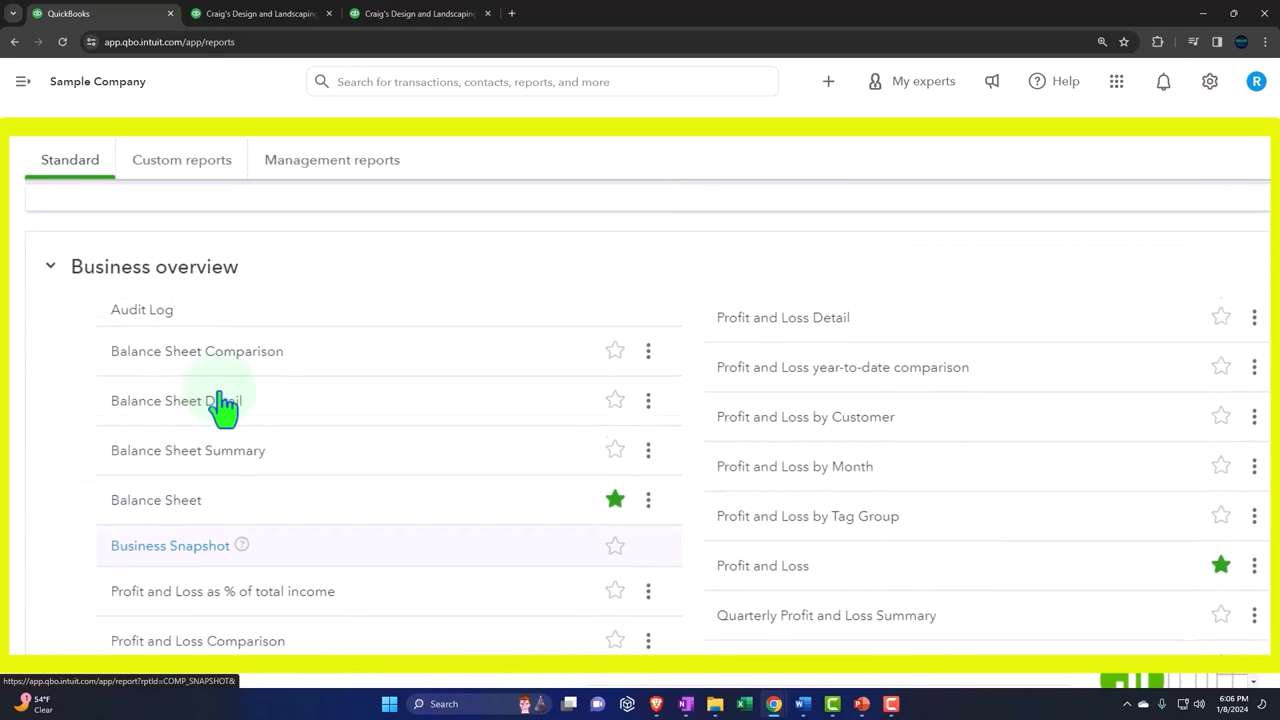 QuickBooks
Craig's Design and Landscaping
Craig's Design and Landscaping
app.qbo.intuit.com/app/reports
Sample Company
Search for transactions, contacts, reports, and more
My experts
Help
R
Standard
Custom reports
Management reports
Business overview
Audit Log
Balance Sheet Comparison
Balance Sheet Detail
Balance Sheet Summary
Balance Sheet
Business Snapshot
Profit and Loss as % of total income
Profit and Loss Comparison
Profit and Loss Detail
Profit and Loss year-to-date comparison
Profit and Loss by Customer
Profit and Loss by Month
Profit and Loss by Tag Group
Profit and Loss
Quarterly Profit and Loss Summary
https://app.qbo.intuit.com/app/report?rptId=COMP_SNAPSHOT&
1
54°F
Clear
Search
6:06 PM
1/8/2024